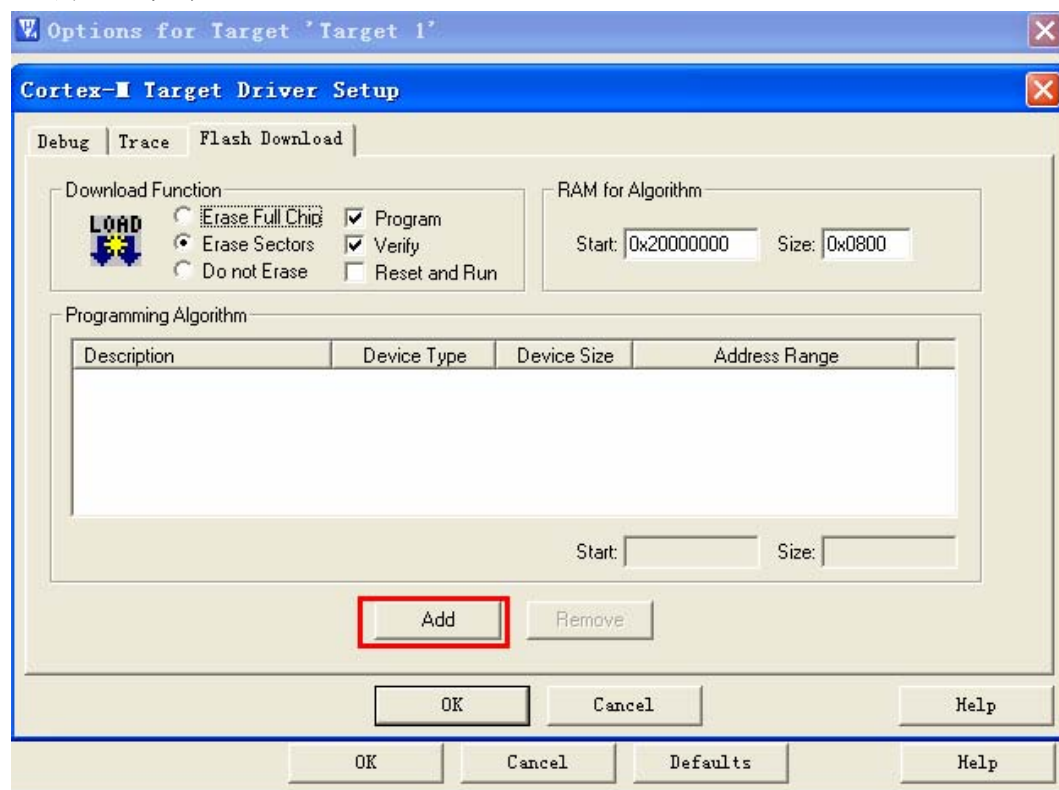 Options for Target 'Target 1'
Cortex-M Target Driver Setup
Debug Trace Flash Download
Download Function
LOAD
Erase Full Chip
Erase Sectors
Do not Erase
Program
Verify
Reset and Run
RAM for Algorithm
Start: 0x20000000 Size: 0x0800
Programming Algorithm
Description Device Type Device Size Address Range
Start: Size:
Add Remove
OK Cancel Help
OK Cancel Defaults Help